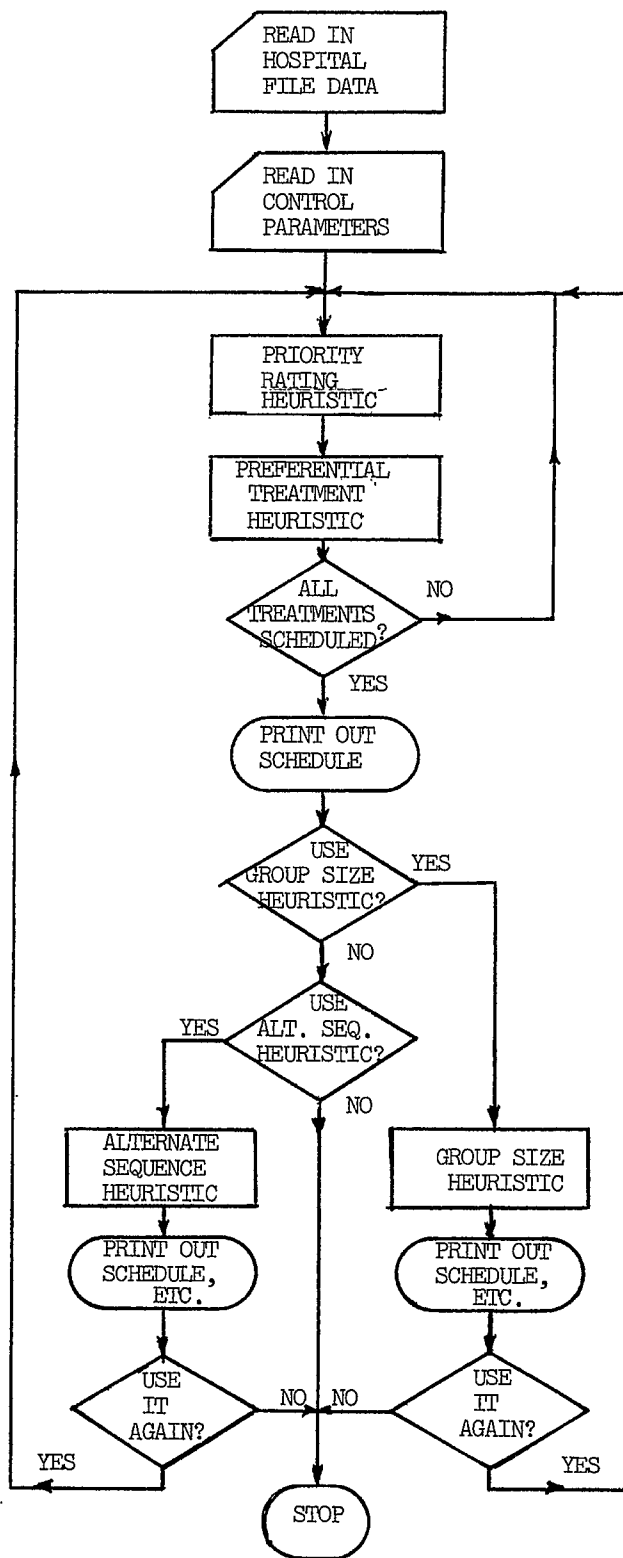 READ IN
HOSPITAL
FILE DATA
READ IN
CONTROL
PARAMETERS
PRIORITY
RATING
HEURISTIC
PREFERENTIAL
TREATMENT
HEURISTIC
ALL
TREATMENTS
SCHEDULED?
NO
YES
PRINT OUT
SCHEDULE
USE
GROUP SIZE
HEURISTIC?
YES
NO
USE
ALT. SEQ.
HEURISTIC?
YES
NO
ALTERNATE
SEQUENCE
HEURISTIC
GROUP SIZE
HEURISTIC
PRINT OUT
SCHEDULE,
ETC.
PRINT OUT
SCHEDULE,
ETC.
USE
IT
AGAIN?
NO
NO
USE
IT
AGAIN?
YES
YES
STOP